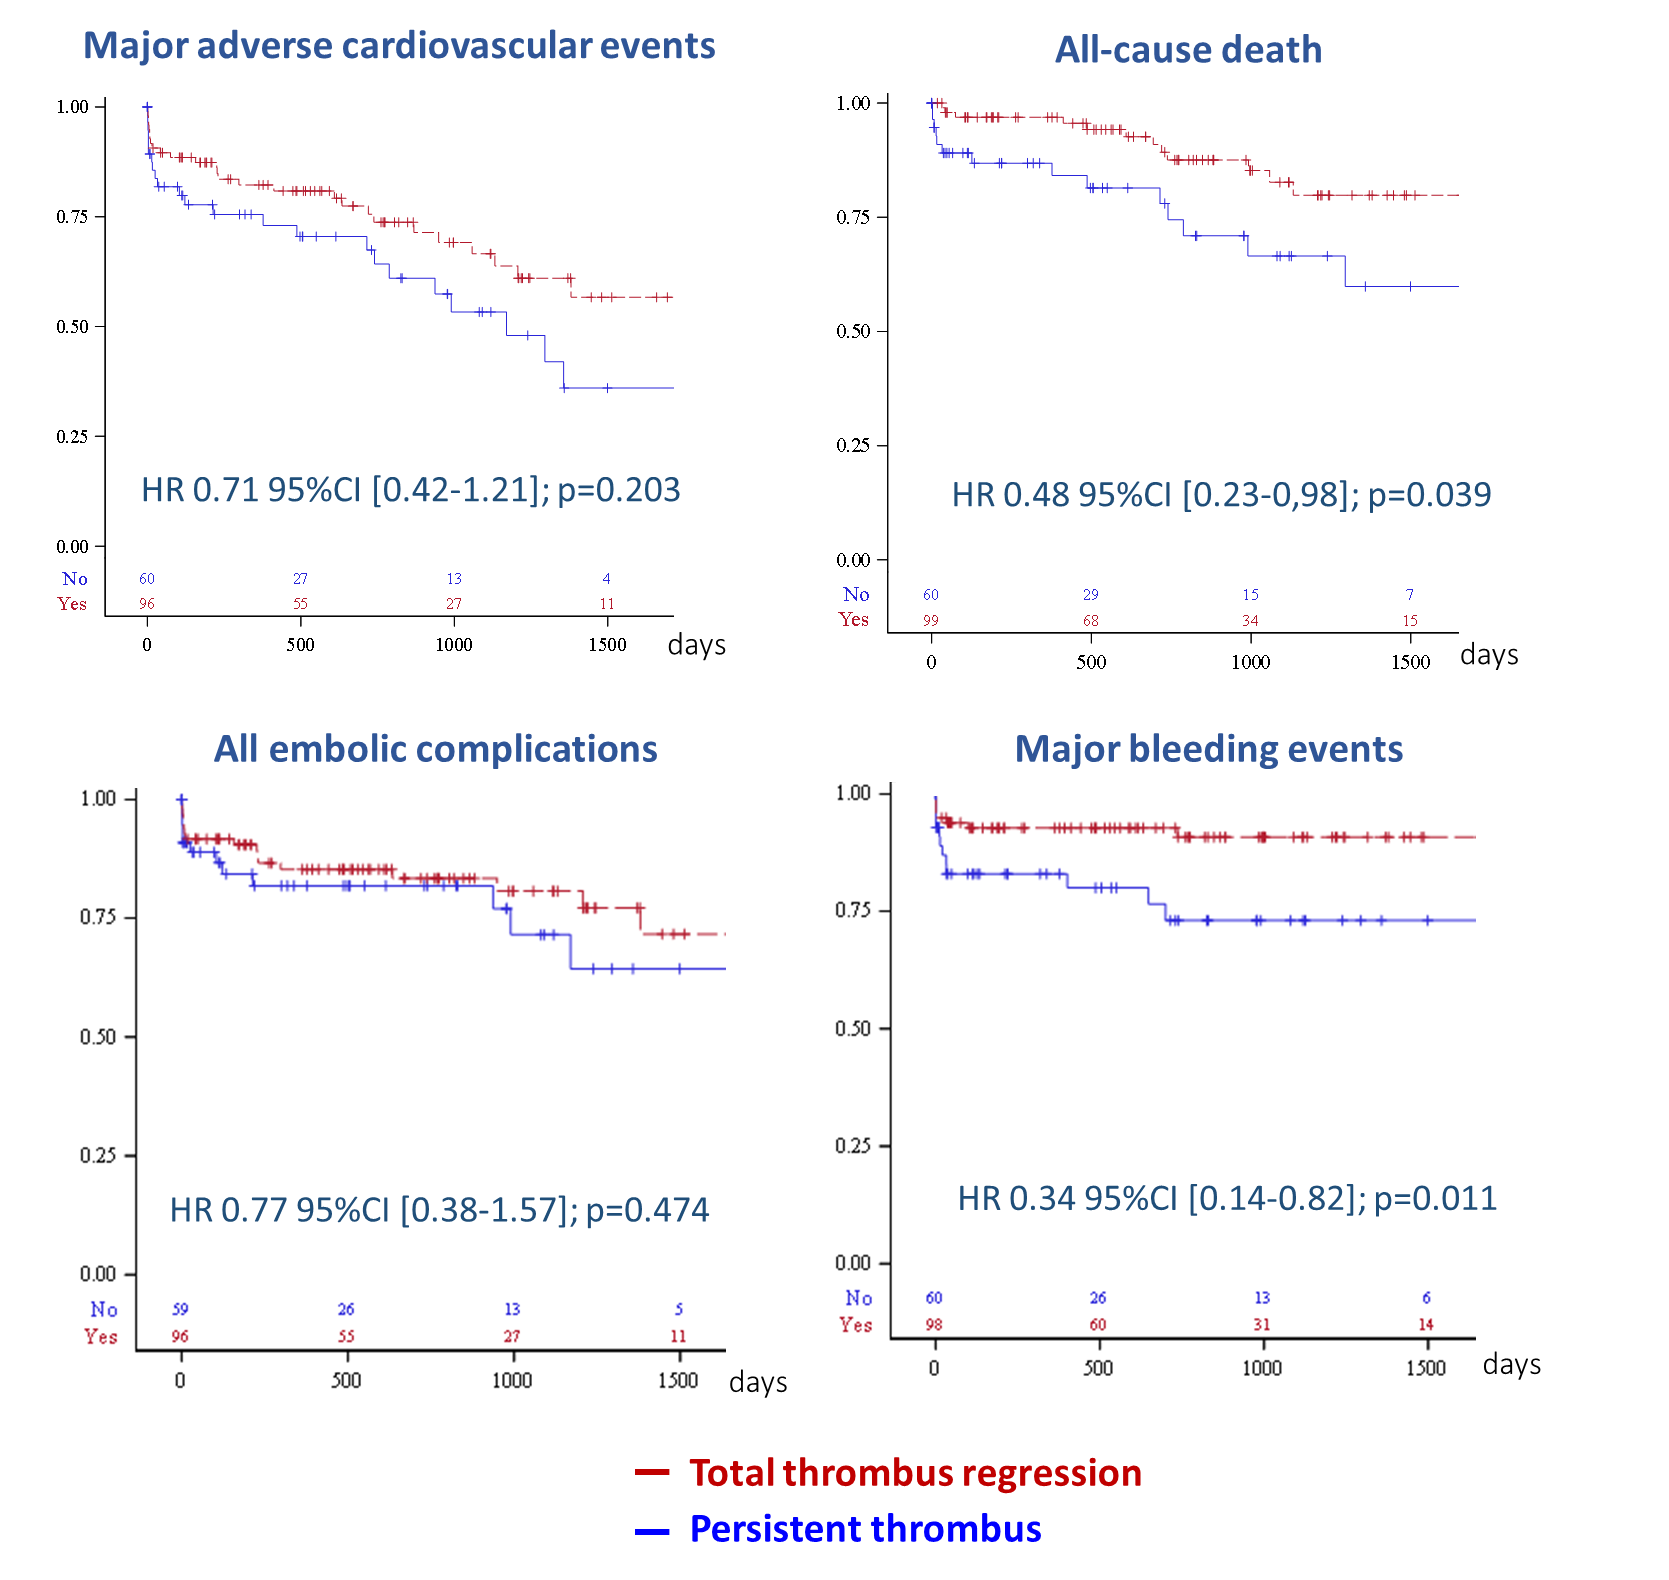 Major adverse cardiovascular events
1.00
0.75
0.50
0.25
HR 0.71 95%CI [0.42-1.21]; p=0.203
0.00
No 60 27 13 4
Yes 96 55 27 11
0 500 1000 1500 days
All-cause death
1.00
0.75
0.50
0.25
HR 0.48 95%CI [0.23-0,98]; p=0.039
0.00
No 60 29 15 7
Yes 99 68 34 15
0 500 1000 1500 days
All embolic complications
1.00
0.75
0.50
0.25
HR 0.77 95%CI [0.38-1.57]; p=0.474
0.00
No 59 26 13 5
Yes 96 55 27 11
0 500 1000 1500 days
Major bleeding events
1.00
0.75
0.50
0.25
HR 0.34 95%CI [0.14-0.82]; p=0.011
0.00
No 60 26 13 6
Yes 98 60 31 14
0 500 1000 1500 days
Total thrombus regression
Persistent thrombus